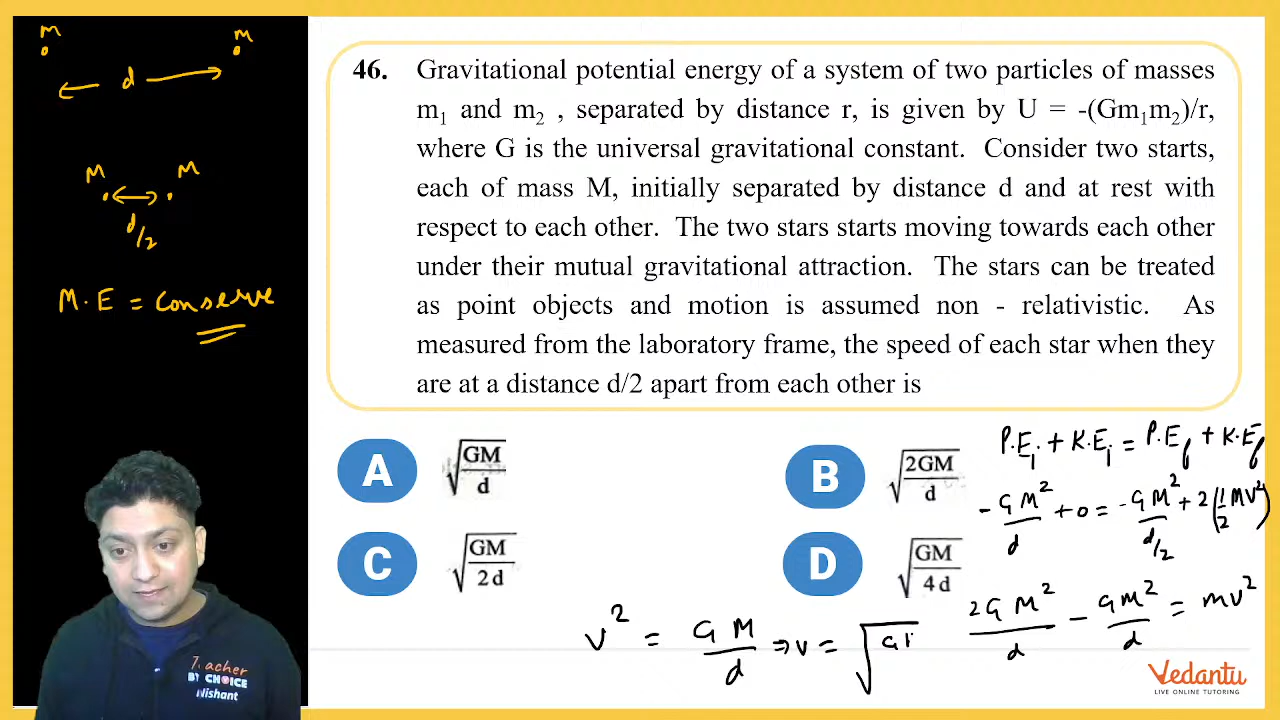 M M
d
M M
d/2
M.E = conserve
46. Gravitational potential energy of a system of two particles of masses
m₁ and m₂ , separated by distance r, is given by U = -(Gm₁m₂)/r,
where G is the universal gravitational constant. Consider two starts,
each of mass M, initially separated by distance d and at rest with
respect to each other. The two stars starts moving towards each other
under their mutual gravitational attraction. The stars can be treated
as point objects and motion is assumed non - relativistic. As
measured from the laboratory frame, the speed of each star when they
are at a distance d/2 apart from each other is
A √(GM/d)
B √(2GM/d)
C √(GM/2d)
D √(GM/4d)
P.Eᵢ + K.Eᵢ = P.E_f + K.E_f
-GM²/d + 0 = -GM²/(d/2) + 2(1/2 MV²)
2GM²/d - GM²/d = mv²
v² = GM/d ⇒ v = √G
Teacher
BY CHOICE
Nishant
Vedantu
LIVE ONLINE TUTORING